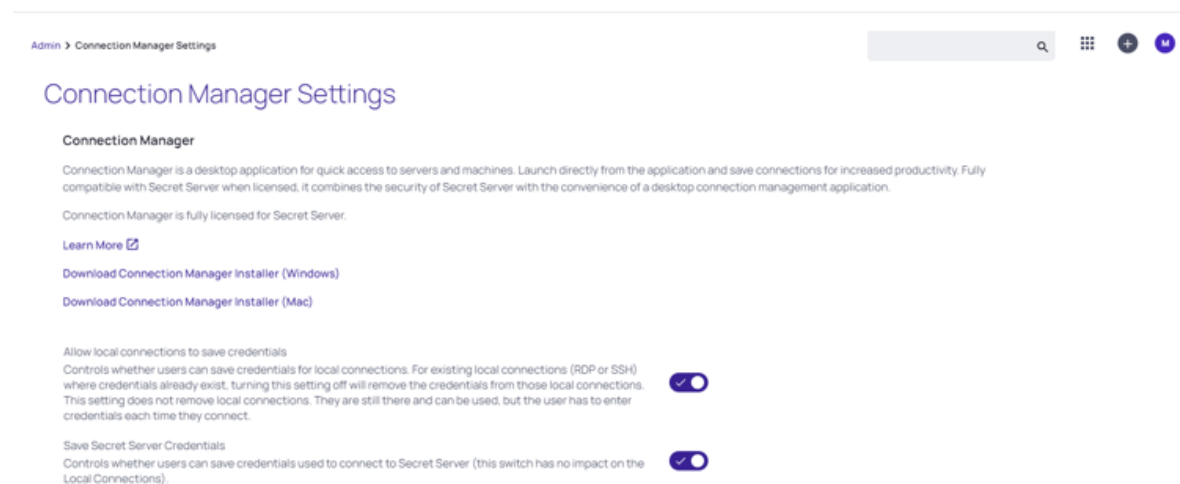 Admin > Connection Manager Settings
M
Connection Manager Settings
Connection Manager
Connection Manager is a desktop application for quick access to servers and machines. Launch directly from the application and save connections for increased productivity. Fully
compatible with Secret Server when licensed, it combines the security of Secret Server with the convenience of a desktop connection management application.
Connection Manager is fully licensed for Secret Server.
Learn More
Download Connection Manager Installer (Windows)
Download Connection Manager Installer (Mac)
Allow local connections to save credentials
Controls whether users can save credentials for local connections. For existing local connections (RDP or SSH)
where credentials already exist, turning this setting off will remove the credentials from those local connections.
This setting does not remove local connections. They are still there and can be used, but the user has to enter
credentials each time they connect.
Save Secret Server Credentials
Controls whether users can save credentials used to connect to Secret Server (this switch has no impact on the
Local Connections).